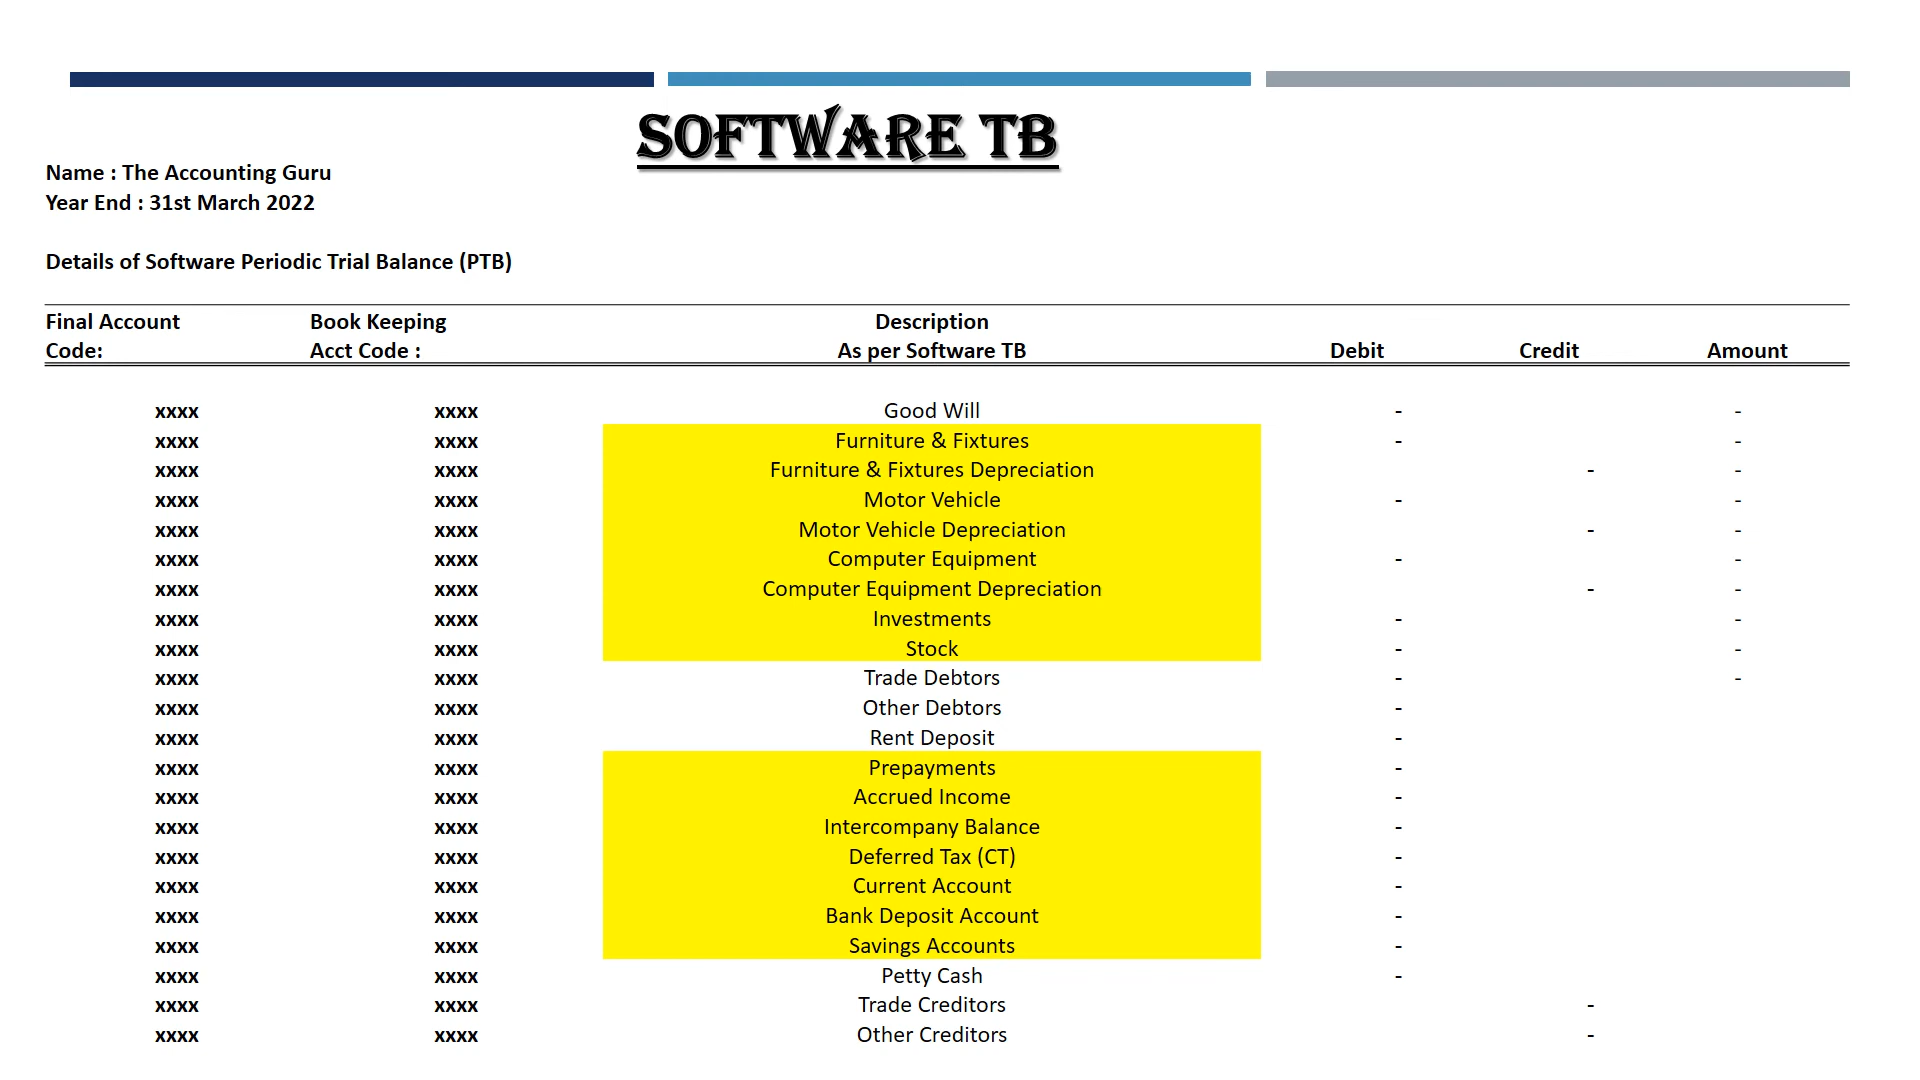 SOFTWARE TB
Name : The Accounting Guru
Year End : 31st March 2022
Details of Software Periodic Trial Balance (PTB)
Final Account Book Keeping Description
Code: Acct Code : As per Software TB Debit Credit Amount
xxxx xxxx Good Will - -
xxxx xxxx Furniture & Fixtures - -
xxxx xxxx Furniture & Fixtures Depreciation - -
xxxx xxxx Motor Vehicle - -
xxxx xxxx Motor Vehicle Depreciation - -
xxxx xxxx Computer Equipment - -
xxxx xxxx Computer Equipment Depreciation - -
xxxx xxxx Investments - -
xxxx xxxx Stock - -
xxxx xxxx Trade Debtors - -
xxxx xxxx Other Debtors -
xxxx xxxx Rent Deposit -
xxxx xxxx Prepayments -
xxxx xxxx Accrued Income -
xxxx xxxx Intercompany Balance -
xxxx xxxx Deferred Tax (CT) -
xxxx xxxx Current Account -
xxxx xxxx Bank Deposit Account -
xxxx xxxx Savings Accounts -
xxxx xxxx Petty Cash -
xxxx xxxx Trade Creditors -
xxxx xxxx Other Creditors -